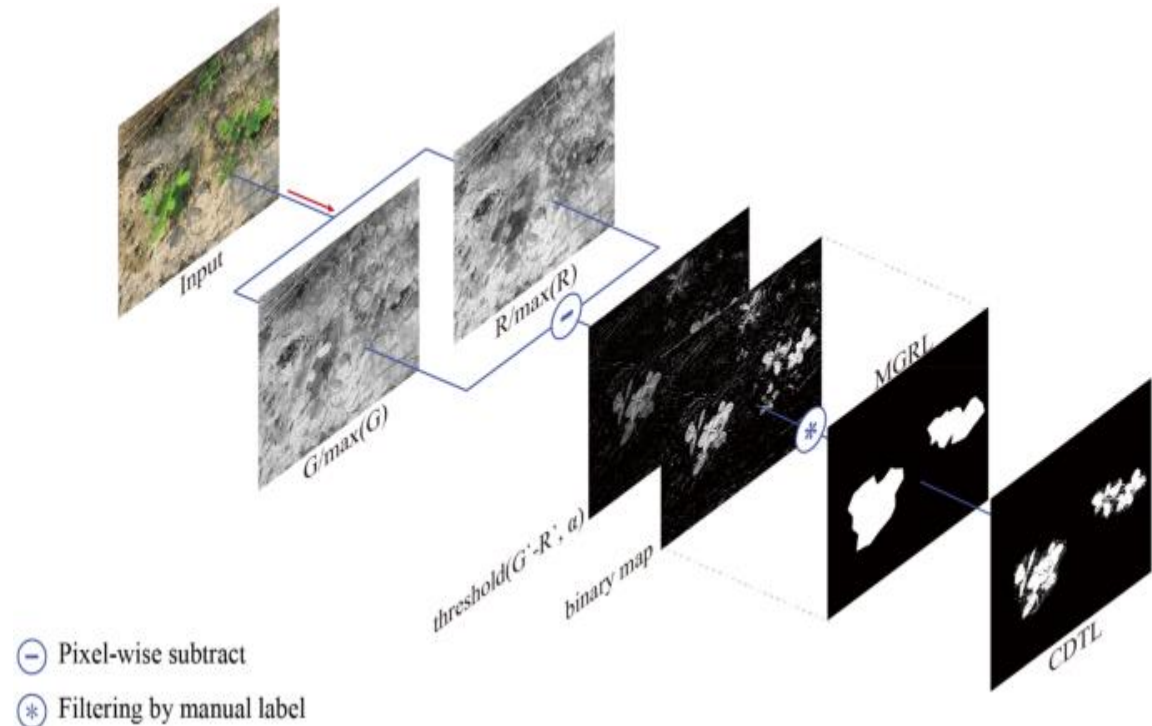 Input
G/max(G)
R/max(R)
−
threshold(G`-R`, α)
binary map
*
MGRL
CDTL
− Pixel-wise subtract
* Filtering by manual label